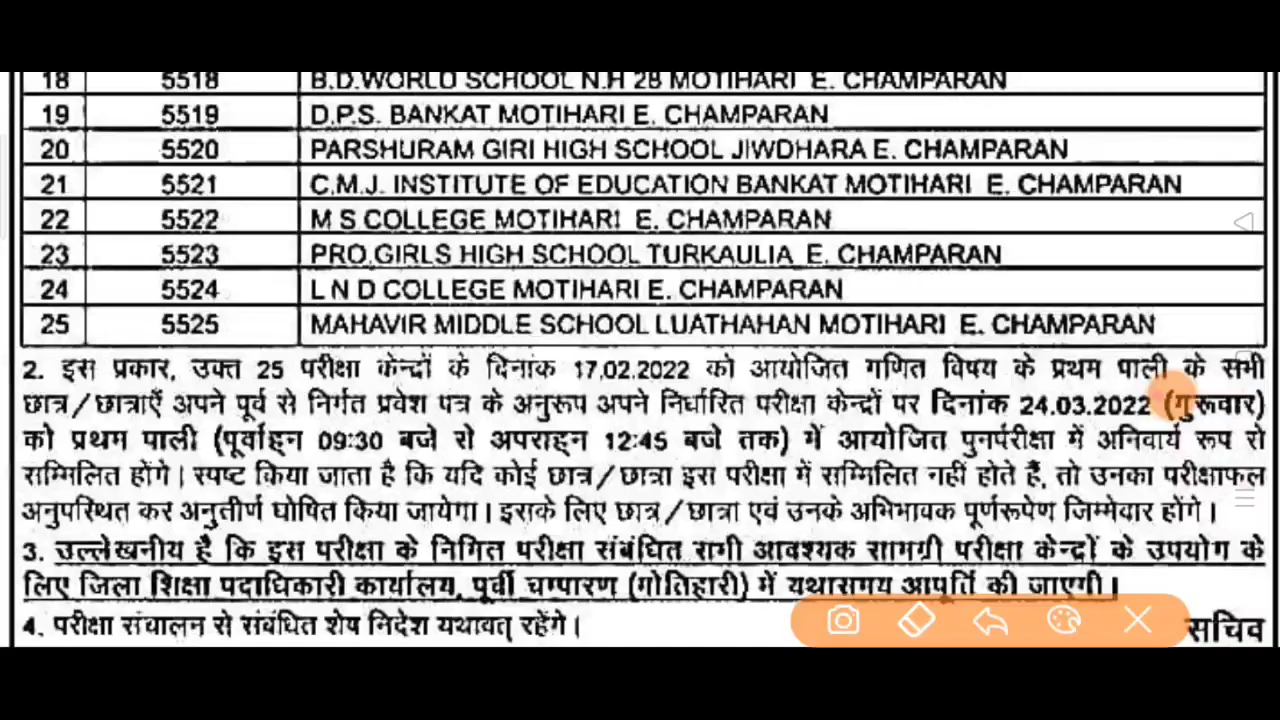 18 5518 B.D.WORLD SCHOOL N.H 28 MOTIHARI E. CHAMPARAN
19 5519 D.P.S. BANKAT MOTIHARI E. CHAMPARAN
20 5520 PARSHURAM GIRI HIGH SCHOOL JIWDHARA E. CHAMPARAN
21 5521 C.M.J. INSTITUTE OF EDUCATION BANKAT MOTIHARI E. CHAMPARAN
22 5522 M S COLLEGE MOTIHARI E. CHAMPARAN
23 5523 PRO.GIRLS HIGH SCHOOL TURKAULIA E. CHAMPARAN
24 5524 L N D COLLEGE MOTIHARI E. CHAMPARAN
25 5525 MAHAVIR MIDDLE SCHOOL LUATHAHAN MOTIHARI E. CHAMPARAN
2. इस प्रकार, उक्त 25 परीक्षा केन्द्रों के दिनांक 17.02.2022 को आयोजित गणित विषय के प्रथम पाली के सभी
छात्र/छात्राएँ अपने पूर्व से निर्गत प्रवेश पत्र के अनुरूप अपने निर्धारित परीक्षा केन्द्रों पर दिनांक 24.03.2022 (गुरूवार)
को प्रथम पाली (पूर्वाह्न 09:30 बजे से अपराह्न 12:45 बजे तक) में आयोजित पुनर्परीक्षा में अनिवार्य रूप से
सम्मिलित होंगे। स्पष्ट किया जाता है कि यदि कोई छात्र/छात्रा इस परीक्षा में सम्मिलित नहीं होते हैं, तो उनका परीक्षाफल
अनुपस्थित कर अनुतीर्ण घोषित किया जायेगा। इसके लिए छात्र/छात्रा एवं उनके अभिभावक पूर्णरूपेण जिम्मेवार होंगे।
3. उल्लेखनीय है कि इस परीक्षा के निमित परीक्षा संबंधित सभी आवश्यक सामग्री परीक्षा केन्द्रों के उपयोग के
लिए जिला शिक्षा पदाधिकारी कार्यालय, पूर्वी चम्पारण (मोतिहारी) में यथासमय आपूर्ति की जाएगी।
4. परीक्षा संचालन से संबंधित शेष निदेश यथावत् रहेंगे।
सचिव